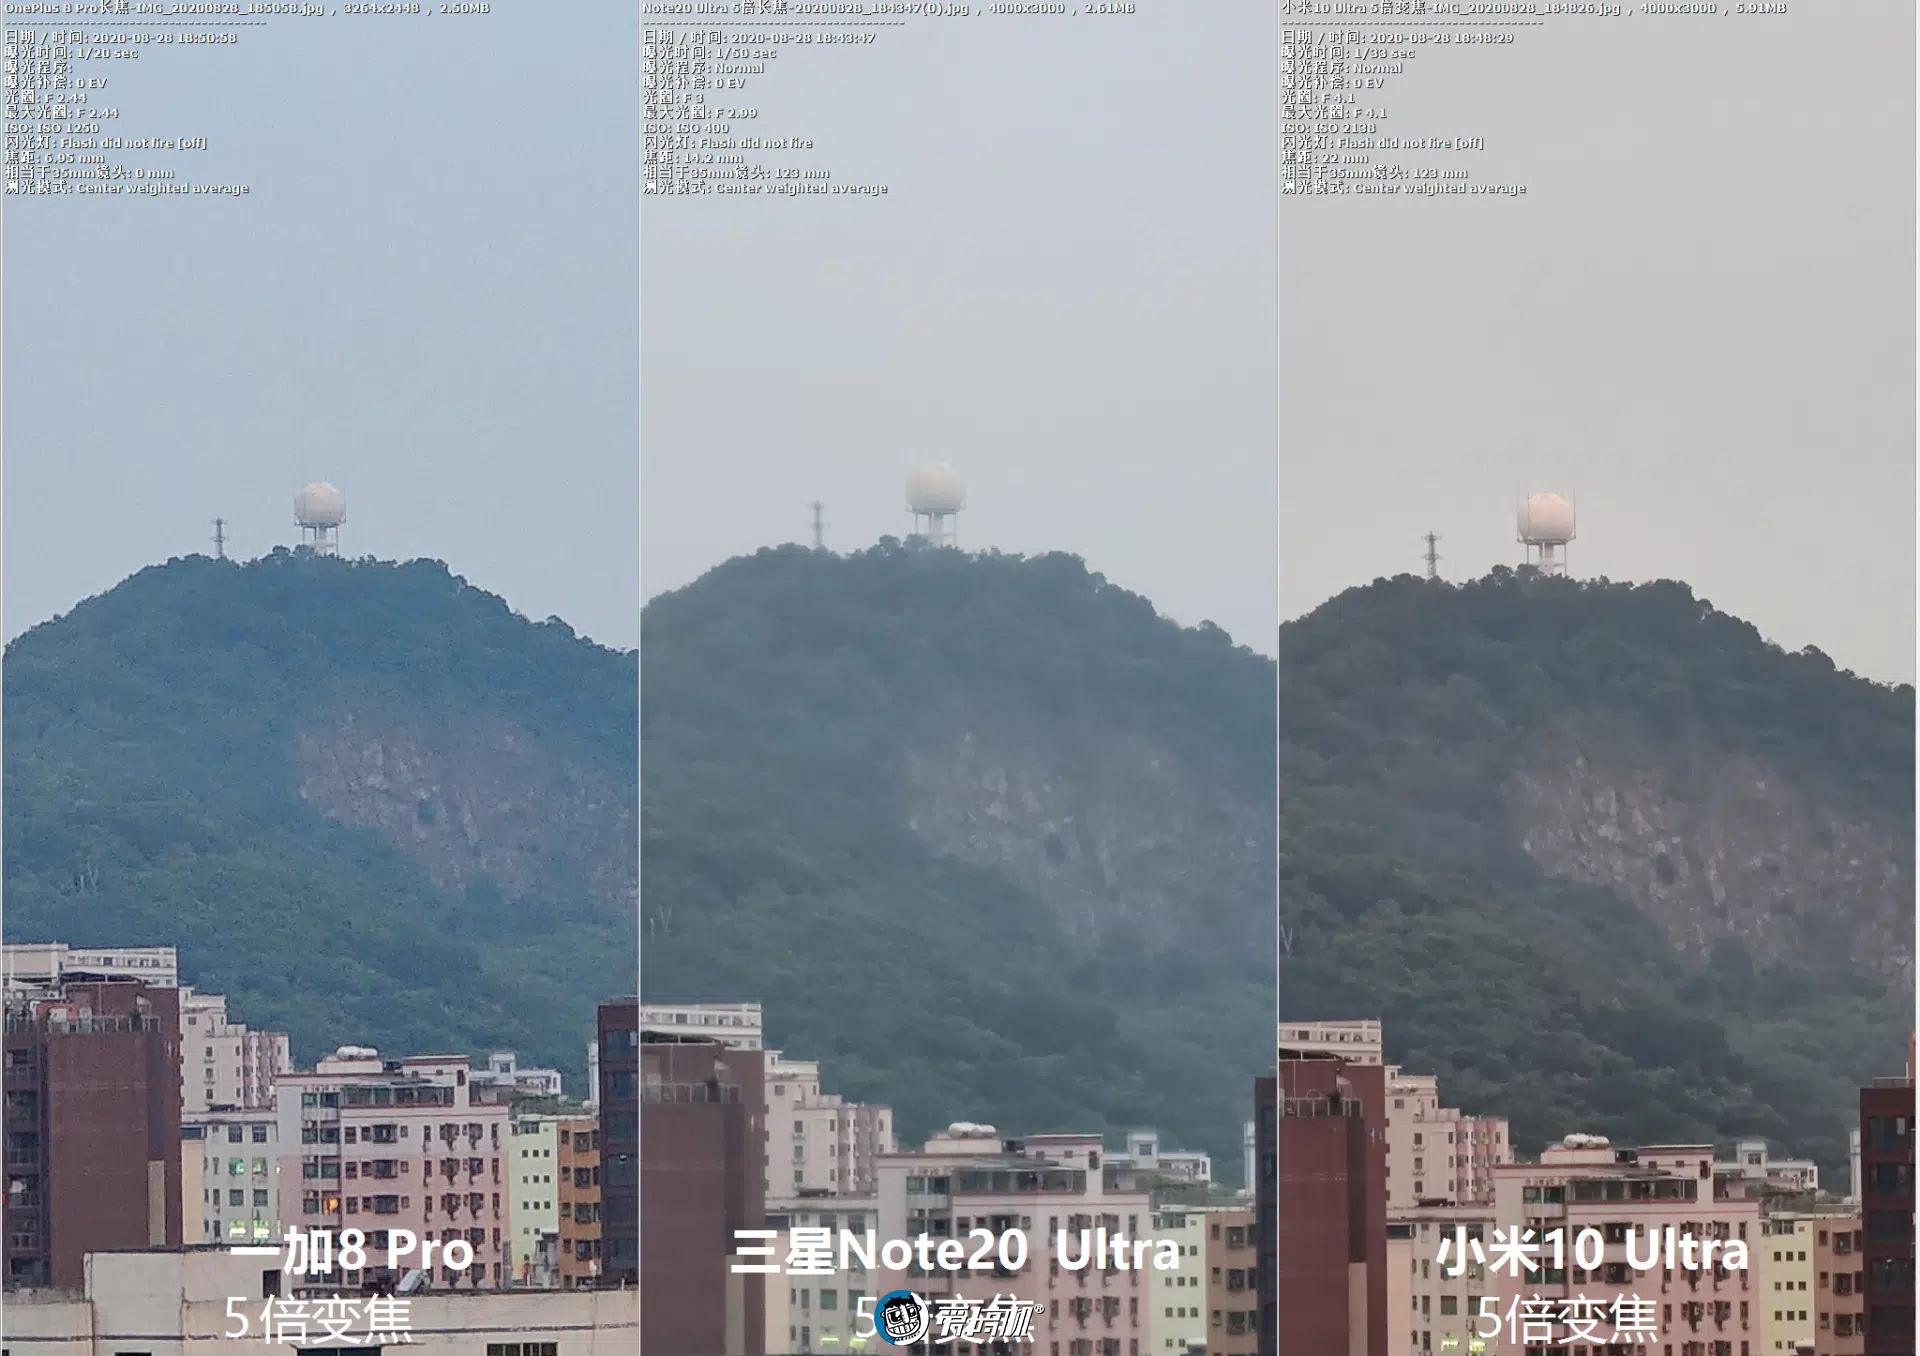 OnePlus 8 Pro长焦-IMG_20200828_185058.jpg , 3264x2448 , 2.50MB
日期 / 时间: 2020-08-28 18:50:58
曝光时间: 1/20 sec
曝光程序:
曝光补偿: 0 EV
光圈: F 2.44
最大光圈: F 2.44
ISO: ISO 1250
闪光灯: Flash did not fire [off]
焦距: 6.95 mm
相当于35mm镜头: 0 mm
测光模式: Center weighted average
一加8 Pro
5倍变焦
Note20 Ultra 5倍长焦-20200828_184347(0).jpg , 4000x3000 , 2.61MB
日期 / 时间: 2020-08-28 18:43:47
曝光时间: 1/50 sec
曝光程序: Normal
曝光补偿: 0 EV
光圈: F 3
最大光圈: F 2.99
ISO: ISO 400
闪光灯: Flash did not fire
焦距: 14.2 mm
相当于35mm镜头: 123 mm
测光模式: Center weighted average
三星Note20 Ultra
5倍变焦
爱搞机®
小米10 Ultra 5倍变焦-IMG_20200828_184826.jpg , 4000x3000 , 5.91MB
日期 / 时间: 2020-08-28 18:48:29
曝光时间: 1/33 sec
曝光程序: Normal
曝光补偿: 0 EV
光圈: F 4.1
最大光圈: F 4.1
ISO: ISO 2138
闪光灯: Flash did not fire [off]
焦距: 22 mm
相当于35mm镜头: 123 mm
测光模式: Center weighted average
小米10 Ultra
5倍变焦